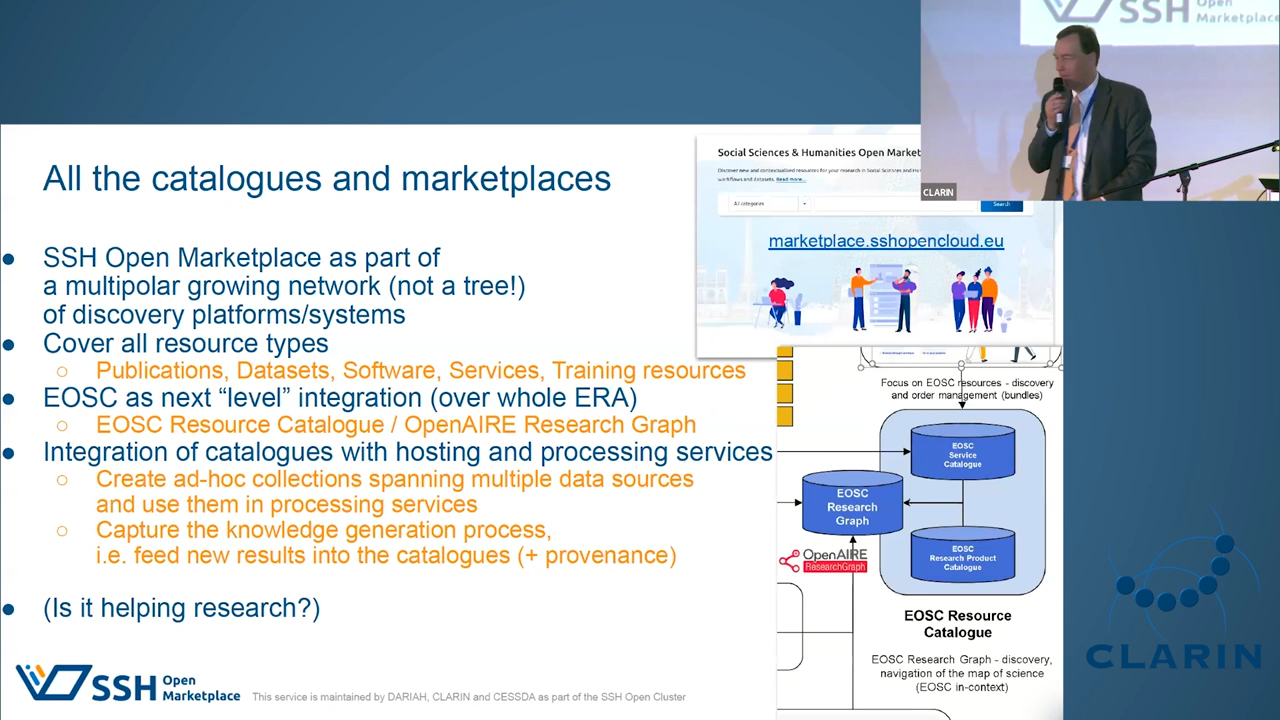 All the catalogues and marketplaces
SSH Open Marketplace as part of
a multipolar growing network (not a tree!)
of discovery platforms/systems
Cover all resource types
Publications, Datasets, Software, Services, Training resources
EOSC as next “level” integration (over whole ERA)
EOSC Resource Catalogue / OpenAIRE Research Graph
Integration of catalogues with hosting and processing services
Create ad-hoc collections spanning multiple data sources
and use them in processing services
Capture the knowledge generation process,
i.e. feed new results into the catalogues (+ provenance)
(Is it helping research?)
SSH Open
Marketplace
This service is maintained by DARIAH, CLARIN and CESSDA as part of the SSH Open Cluster
Social Sciences & Humanities Open Market
Discover new and contextualised resources for your research in Social Sciences and
workflows and datasets. Read more...
All categories
Search
marketplace.sshopencloud.eu
Focus on EOSC resources - discovery
and order management (bundles)
EOSC
Service
Catalogue
EOSC
Research
Graph
EOSC
Research Product
Catalogue
OpenAIRE
ResearchGraph
EOSC Resource
Catalogue
EOSC Research Graph - discovery,
navigation of the map of science
(EOSC in-context)
SSH Open
Marketplace
CLARIN
CLARIN